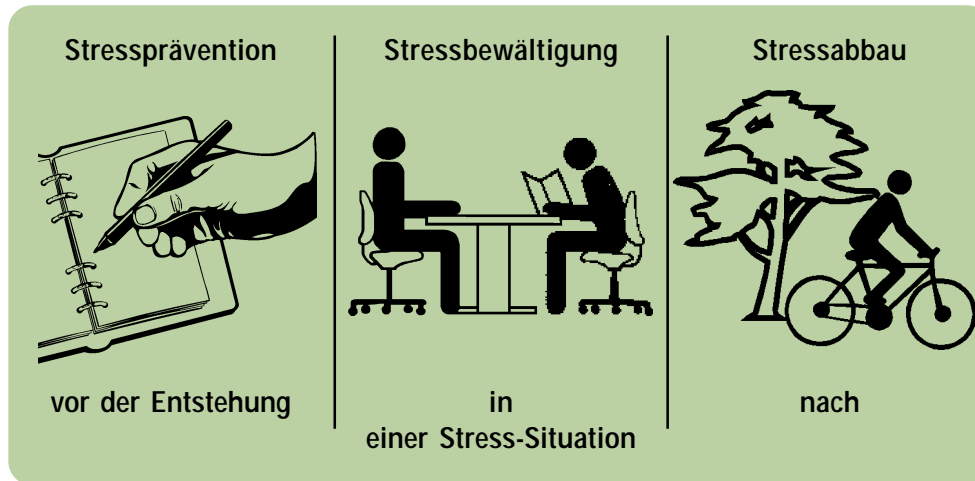 Stressprävention
vor der Entstehung
Stressbewältigung
in
einer Stress-Situation
Stressabbau
nach